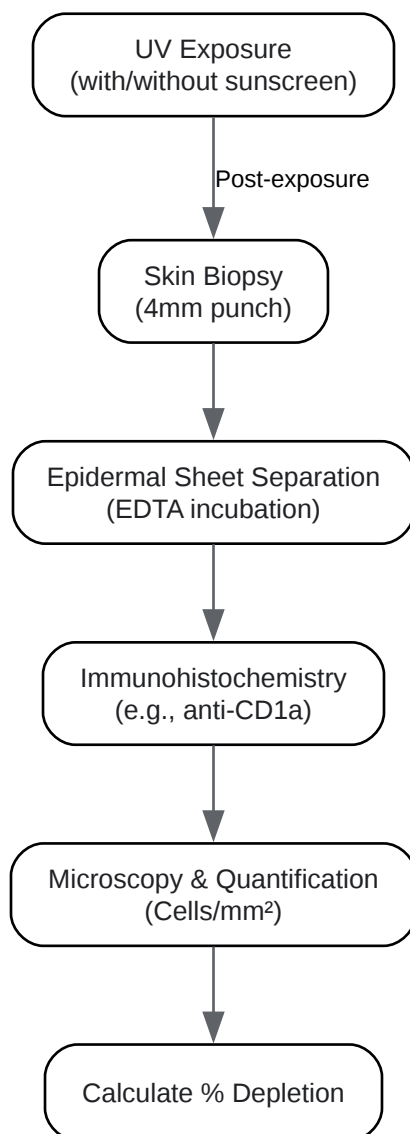 UV Exposure
(with/without sunscreen)
Post-exposure
Skin Biopsy
(4mm punch)
Epidermal Sheet Separation
(EDTA incubation)
Immunohistochemistry
(e.g., anti-CD1a)
Microscopy & Quantification
(Cells/mm²)
Calculate % Depletion